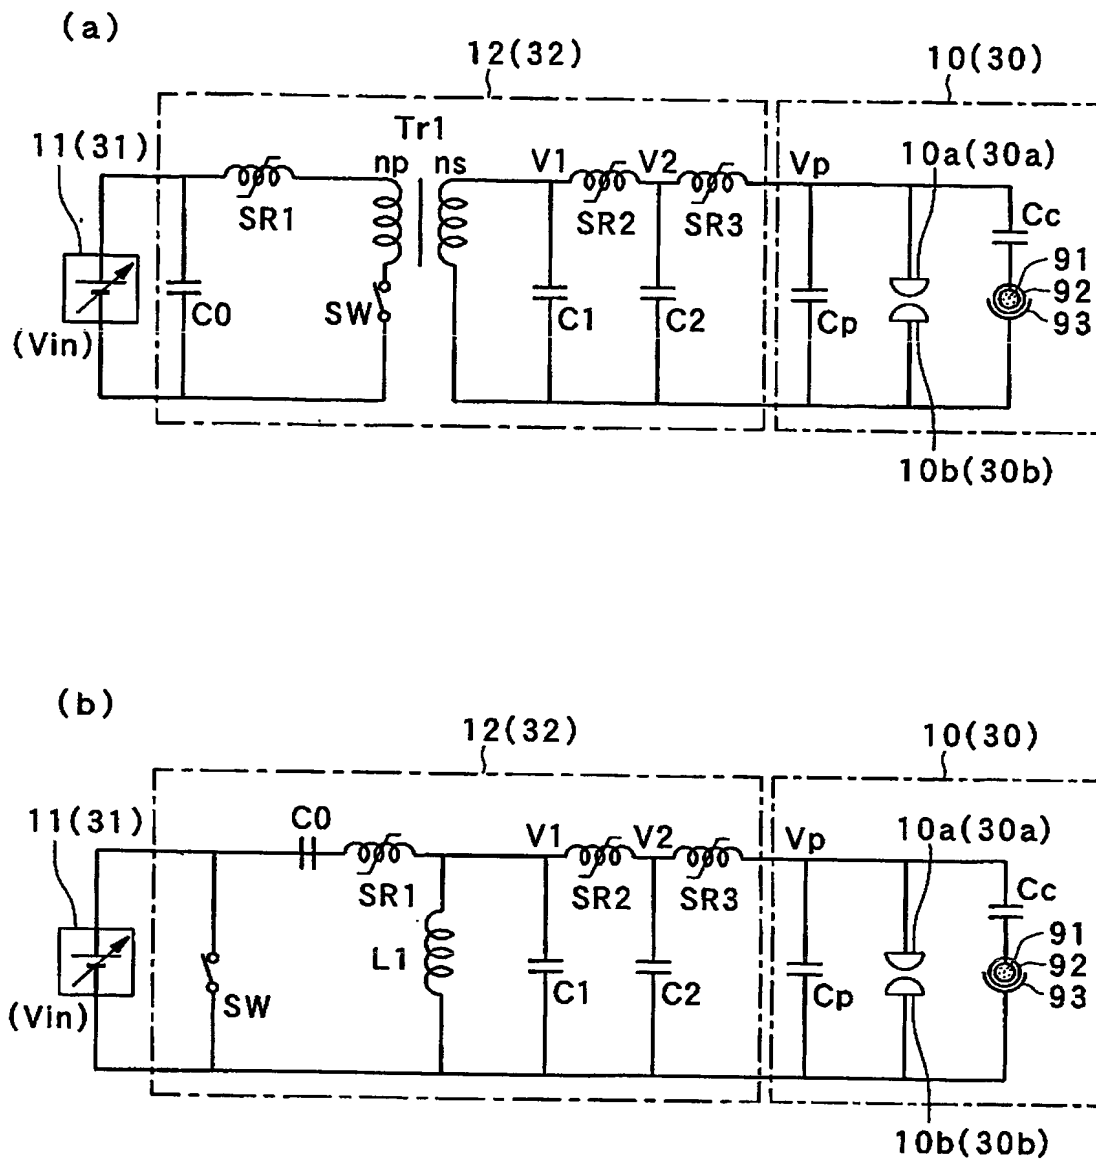 (a)
12(32)
10(30)
Tr1
11(31)
np ns
V1
V2
Vp
10a(30a)
SR1
SR2
SR3
Cc
91
92
93
SW
C0
C1
C2
Cp
(Vin)
10b(30b)
(b)
12(32)
10(30)
11(31)
C0
V1
V2
Vp
10a(30a)
SR1
SR2
SR3
Cc
91
92
93
L1
SW
C1
C2
Cp
(Vin)
10b(30b)